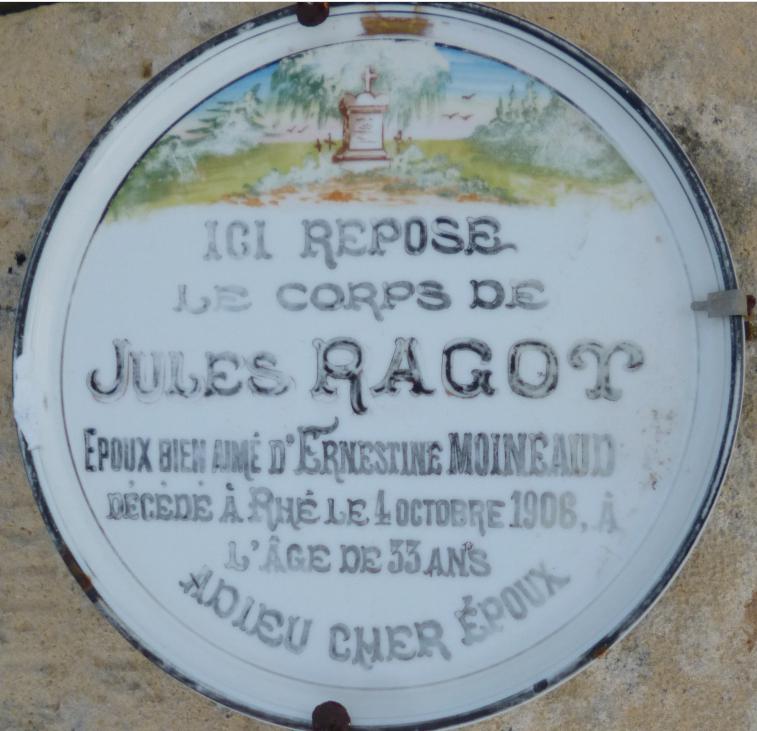 ICI REPOSE
LE CORPS DE
JULES RAGOT
EPOUX BIEN AIMÉ D'ERNESTINE MOINEAUD
DÉCÉDÉ À RHÉ LE 4 OCTOBRE 1906, À
L'ÂGE DE 33 ANS
ADIEU CHER ÉPOUX